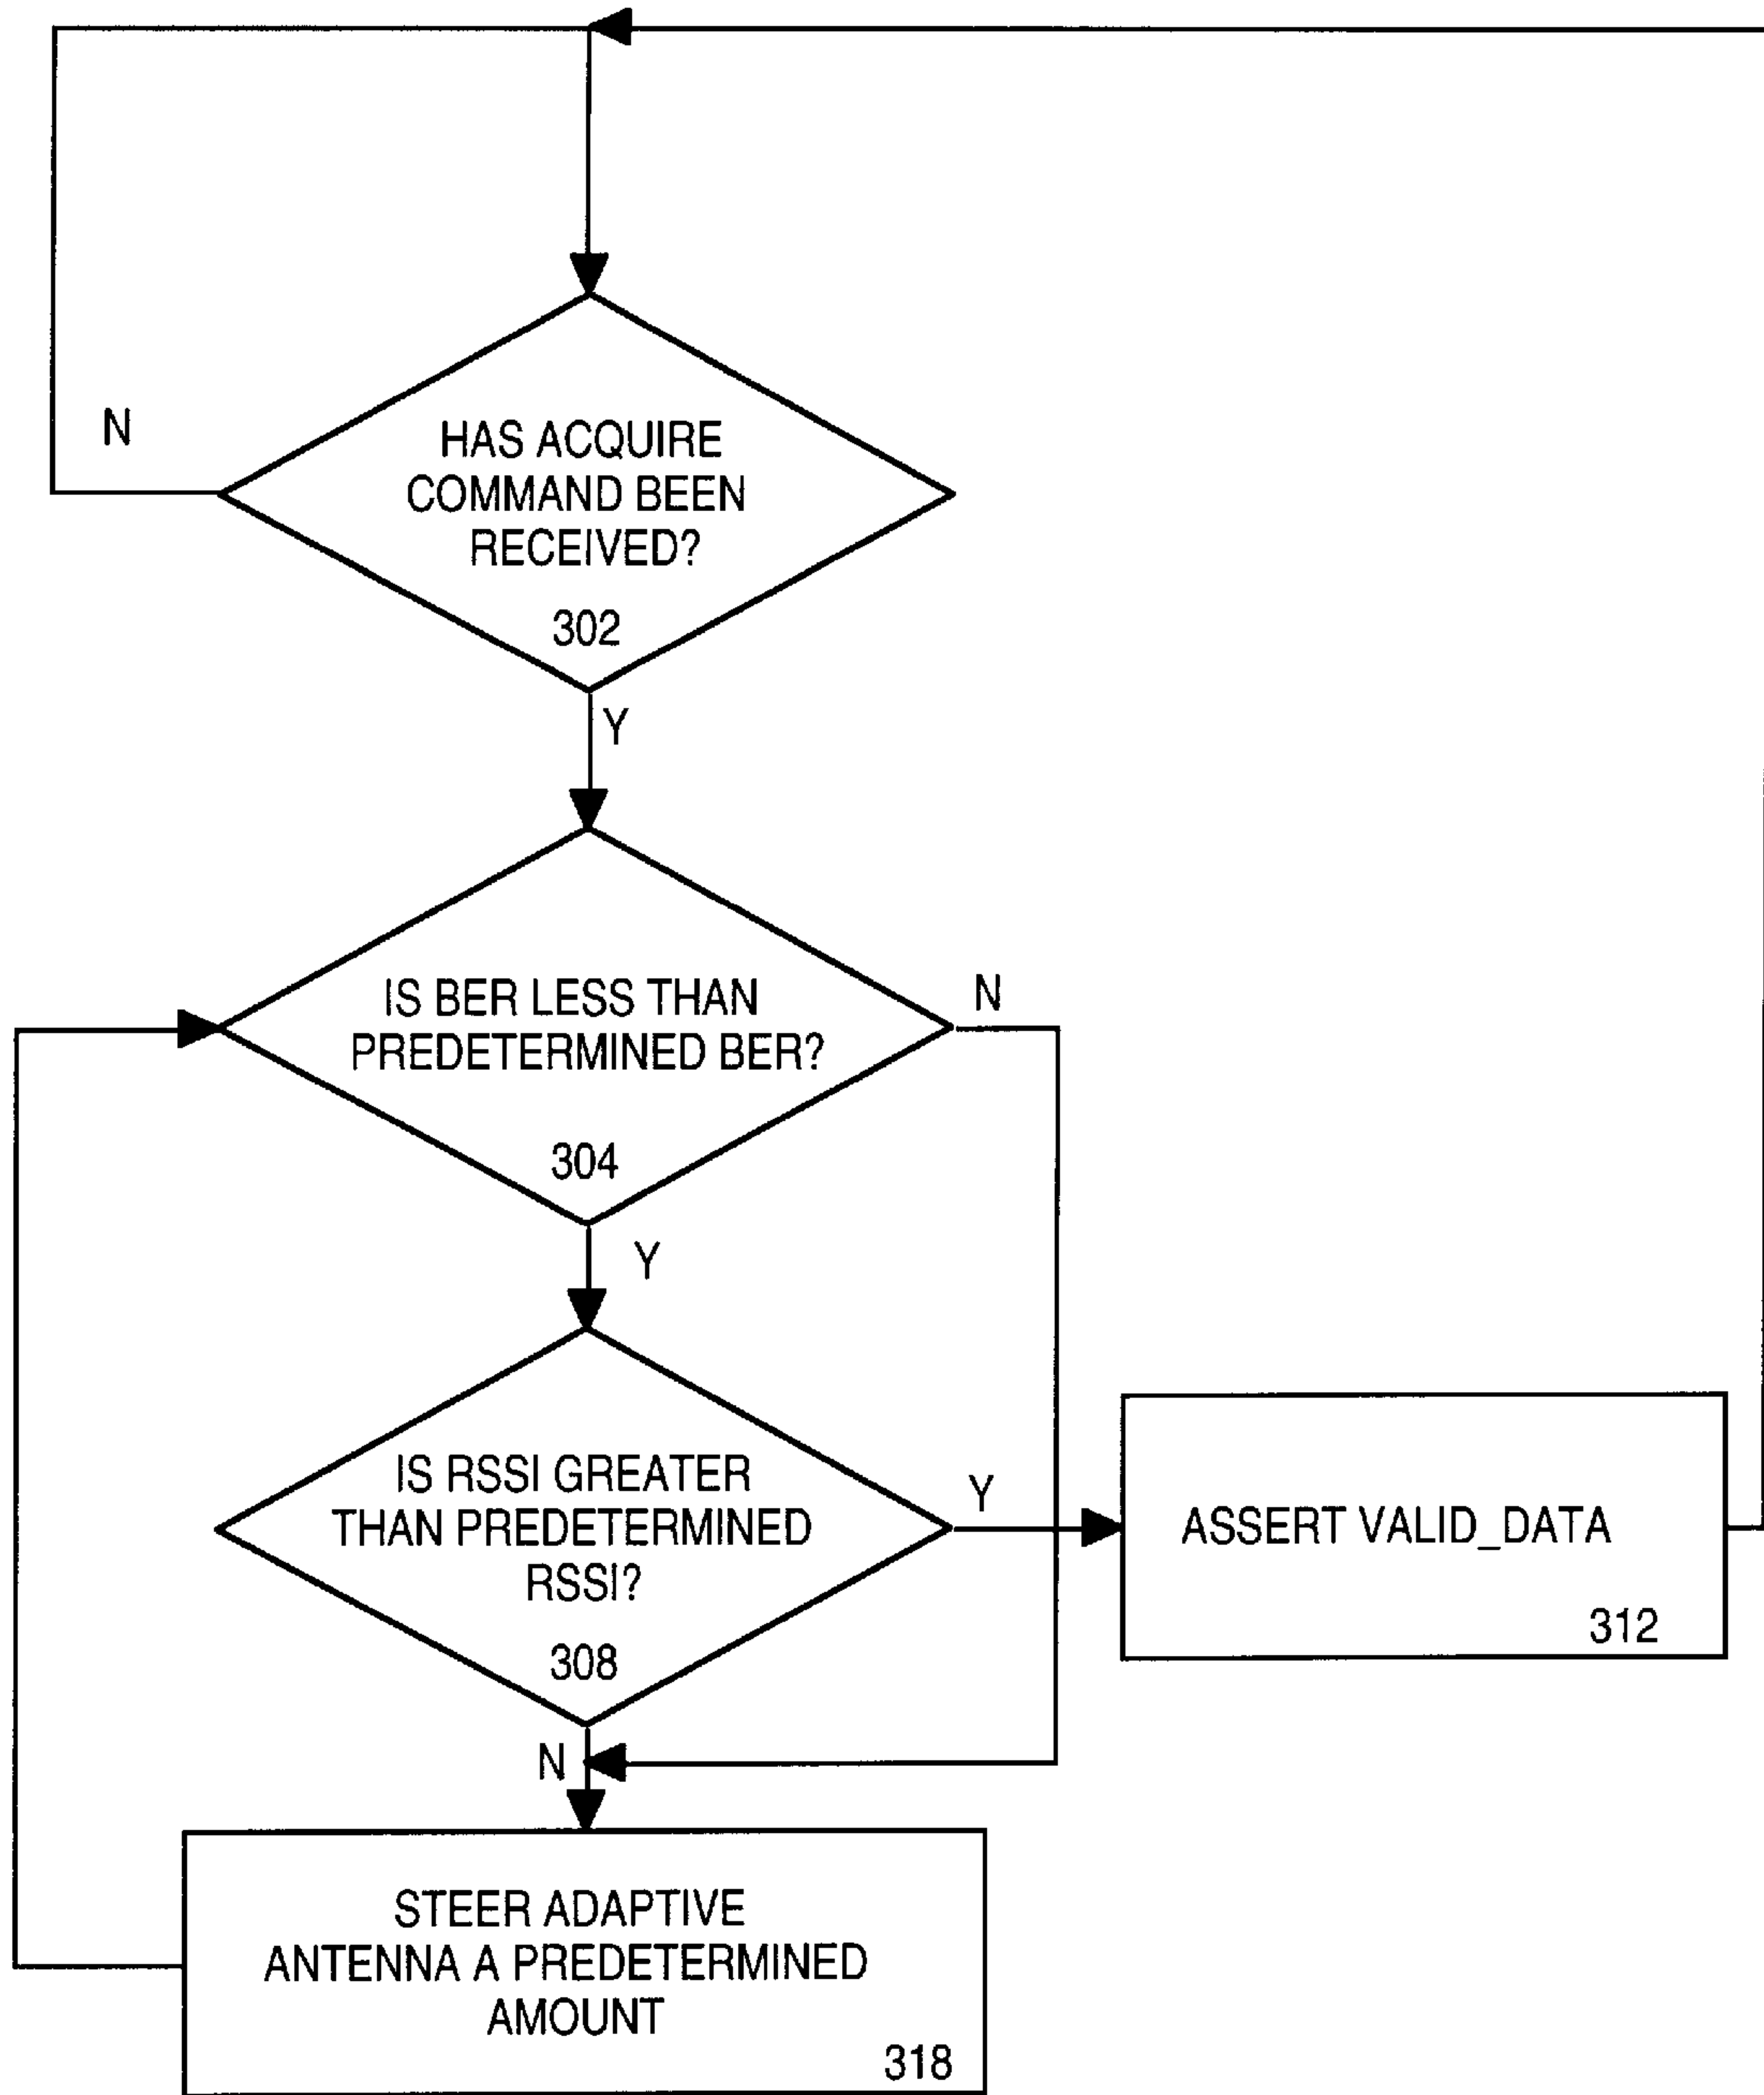 N
HAS ACQUIRE
COMMAND BEEN
RECEIVED?
302
Y
IS BER LESS THAN
PREDETERMINED BER?
304
N
Y
IS RSSI GREATER
THAN PREDETERMINED
RSSI?
308
Y
ASSERT VALID_DATA
312
N
STEER ADAPTIVE
ANTENNA A PREDETERMINED
AMOUNT
318